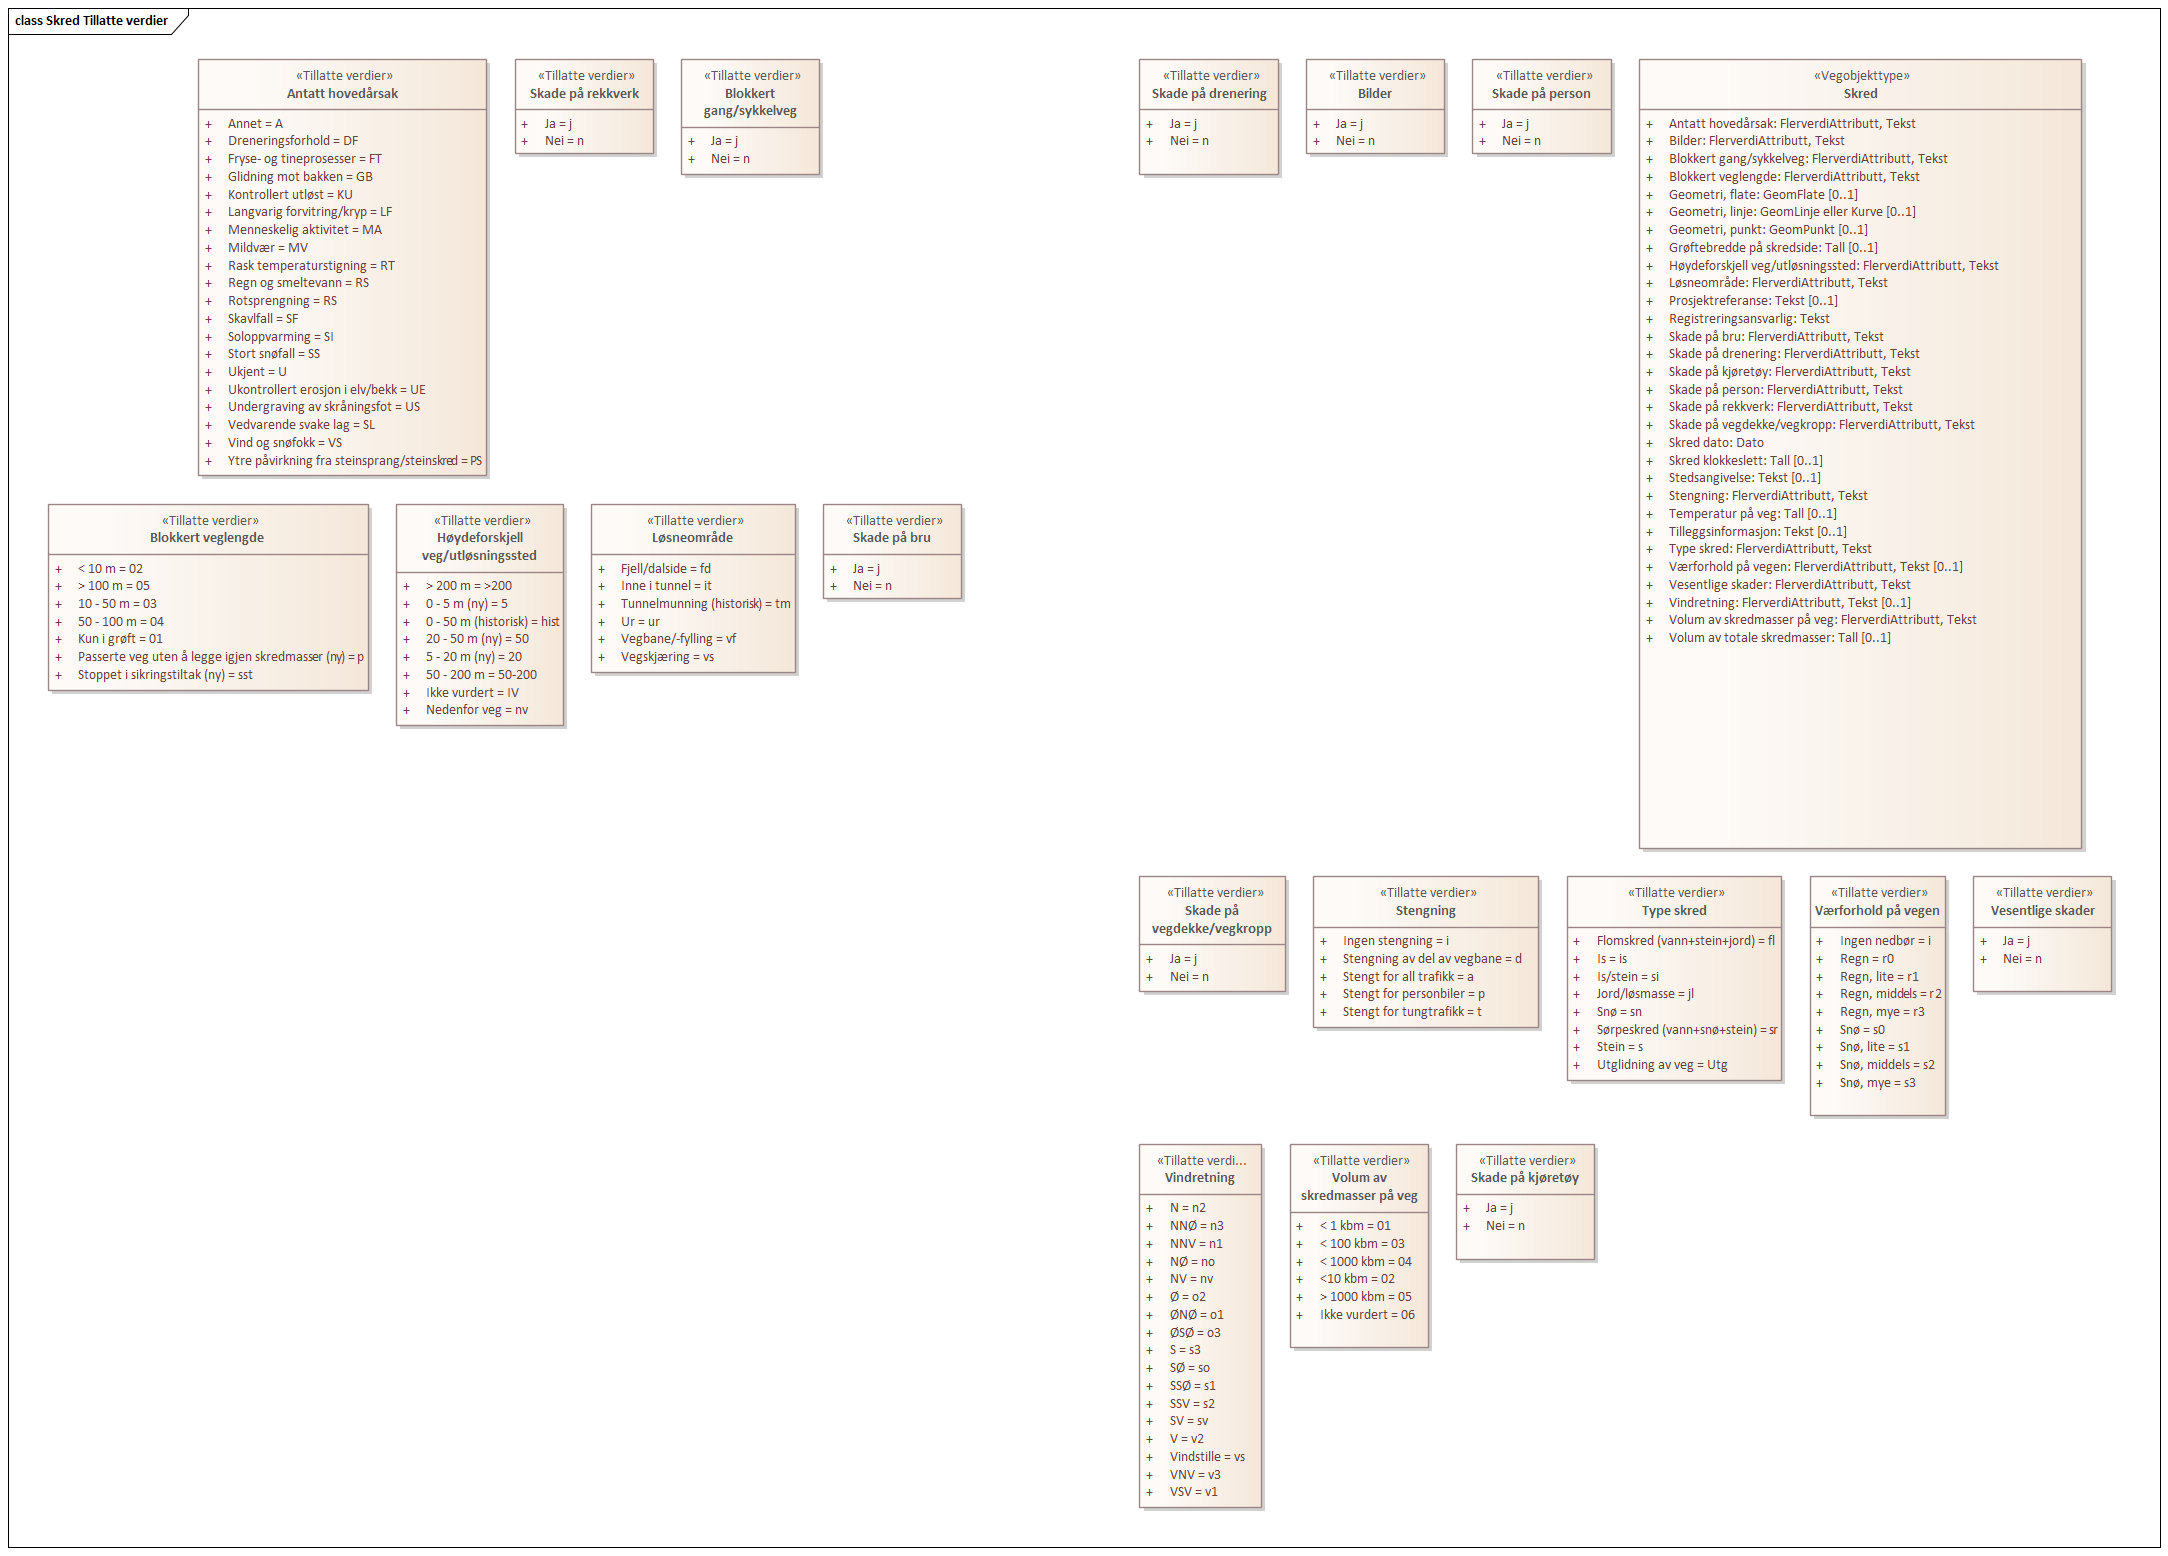 class Skred Tillatte verdier
«Tillatte verdier»
Antatt hovedårsak
+ Annet = A
+ Dreneringsforhold = DF
+ Fryse- og tineprosesser = FT
+ Glidning mot bakken = GB
+ Kontrollert utløst = KU
+ Langvarig forvitring/kryp = LF
+ Menneskelig aktivitet = MA
+ Mildvær = MV
+ Rask temperaturstigning = RT
+ Regn og smeltevann = RS
+ Rotsprengning = RS
+ Skavlfall = SF
+ Soloppvarming = SI
+ Stort snøfall = SS
+ Ukjent = U
+ Ukontrollert erosjon i elv/bekk = UE
+ Undergraving av skråningsfot = US
+ Vedvarende svake lag = SL
+ Vind og snøfokk = VS
+ Ytre påvirkning fra steinsprang/steinskred = PS
«Tillatte verdier»
Skade på rekkverk
+ Ja = j
+ Nei = n
«Tillatte verdier»
Blokkert
gang/sykkelveg
+ Ja = j
+ Nei = n
«Tillatte verdier»
Skade på drenering
+ Ja = j
+ Nei = n
«Tillatte verdier»
Bilder
+ Ja = j
+ Nei = n
«Tillatte verdier»
Skade på person
+ Ja = j
+ Nei = n
«Vegobjekttype»
Skred
+ Antatt hovedårsak: FlerverdiAttributt, Tekst
+ Bilder: FlerverdiAttributt, Tekst
+ Blokkert gang/sykkelveg: FlerverdiAttributt, Tekst
+ Blokkert veglengde: FlerverdiAttributt, Tekst
+ Geometri, flate: GeomFlate [0..1]
+ Geometri, linje: GeomLinje eller Kurve [0..1]
+ Geometri, punkt: GeomPunkt [0..1]
+ Grøftebredde på skredside: Tall [0..1]
+ Høydeforskjell veg/utløsningssted: FlerverdiAttributt, Tekst
+ Løsneområde: FlerverdiAttributt, Tekst
+ Prosjektreferanse: Tekst [0..1]
+ Registreringsansvarlig: Tekst
+ Skade på bru: FlerverdiAttributt, Tekst
+ Skade på drenering: FlerverdiAttributt, Tekst
+ Skade på kjøretøy: FlerverdiAttributt, Tekst
+ Skade på person: FlerverdiAttributt, Tekst
+ Skade på rekkverk: FlerverdiAttributt, Tekst
+ Skade på vegdekke/vegkropp: FlerverdiAttributt, Tekst
+ Skred dato: Dato
+ Skred klokkeslett: Tall [0..1]
+ Stedsangivelse: Tekst [0..1]
+ Stengning: FlerverdiAttributt, Tekst
+ Temperatur på veg: Tall [0..1]
+ Tilleggsinformasjon: Tekst [0..1]
+ Type skred: FlerverdiAttributt, Tekst
+ Værforhold på vegen: FlerverdiAttributt, Tekst [0..1]
+ Vesentlige skader: FlerverdiAttributt, Tekst
+ Vindretning: FlerverdiAttributt, Tekst [0..1]
+ Volum av skredmasser på veg: FlerverdiAttributt, Tekst
+ Volum av totale skredmasser: Tall [0..1]
«Tillatte verdier»
Blokkert veglengde
+ < 10 m = 02
+ > 100 m = 05
+ 10 - 50 m = 03
+ 50 - 100 m = 04
+ Kun i grøft = 01
+ Passerte veg uten å legge igjen skredmasser (ny) = p
+ Stoppet i sikringstiltak (ny) = sst
«Tillatte verdier»
Høydeforskjell
veg/utløsningssted
+ > 200 m = >200
+ 0 - 5 m (ny) = 5
+ 0 - 50 m (historisk) = hist
+ 20 - 50 m (ny) = 50
+ 5 - 20 m (ny) = 20
+ 50 - 200 m = 50-200
+ Ikke vurdert = IV
+ Nedenfor veg = nv
«Tillatte verdier»
Løsneområde
+ Fjell/dalside = fd
+ Inne i tunnel = it
+ Tunnelmunning (historisk) = tm
+ Ur = ur
+ Vegbane/-fylling = vf
+ Vegskjæring = vs
«Tillatte verdier»
Skade på bru
+ Ja = j
+ Nei = n
«Tillatte verdier»
Skade på
vegdekke/vegkropp
+ Ja = j
+ Nei = n
«Tillatte verdier»
Stengning
+ Ingen stengning = i
+ Stengning av del av vegbane = d
+ Stengt for all trafikk = a
+ Stengt for personbiler = p
+ Stengt for tungtrafikk = t
«Tillatte verdier»
Type skred
+ Flomskred (vann+stein+jord) = fl
+ Is = is
+ Is/stein = si
+ Jord/løsmasse = jl
+ Snø = sn
+ Sørpeskred (vann+snø+stein) = sr
+ Stein = s
+ Utglidning av veg = Utg
«Tillatte verdier»
Værforhold på vegen
+ Ingen nedbør = i
+ Regn = r0
+ Regn, lite = r1
+ Regn, middels = r2
+ Regn, mye = r3
+ Snø = s0
+ Snø, lite = s1
+ Snø, middels = s2
+ Snø, mye = s3
«Tillatte verdier»
Vesentlige skader
+ Ja = j
+ Nei = n
«Tillatte verdi...
Vindretning
+ N = n2
+ NNØ = n3
+ NNV = n1
+ NØ = no
+ NV = nv
+ Ø = o2
+ ØNØ = o1
+ ØSØ = o3
+ S = s3
+ SØ = so
+ SSØ = s1
+ SSV = s2
+ SV = sv
+ V = v2
+ Vindstille = vs
+ VNV = v3
+ VSV = v1
«Tillatte verdier»
Volum av
skredmasser på veg
+ < 1 kbm = 01
+ < 100 kbm = 03
+ < 1000 kbm = 04
+ <10 kbm = 02
+ > 1000 kbm = 05
+ Ikke vurdert = 06
«Tillatte verdier»
Skade på kjøretøy
+ Ja = j
+ Nei = n